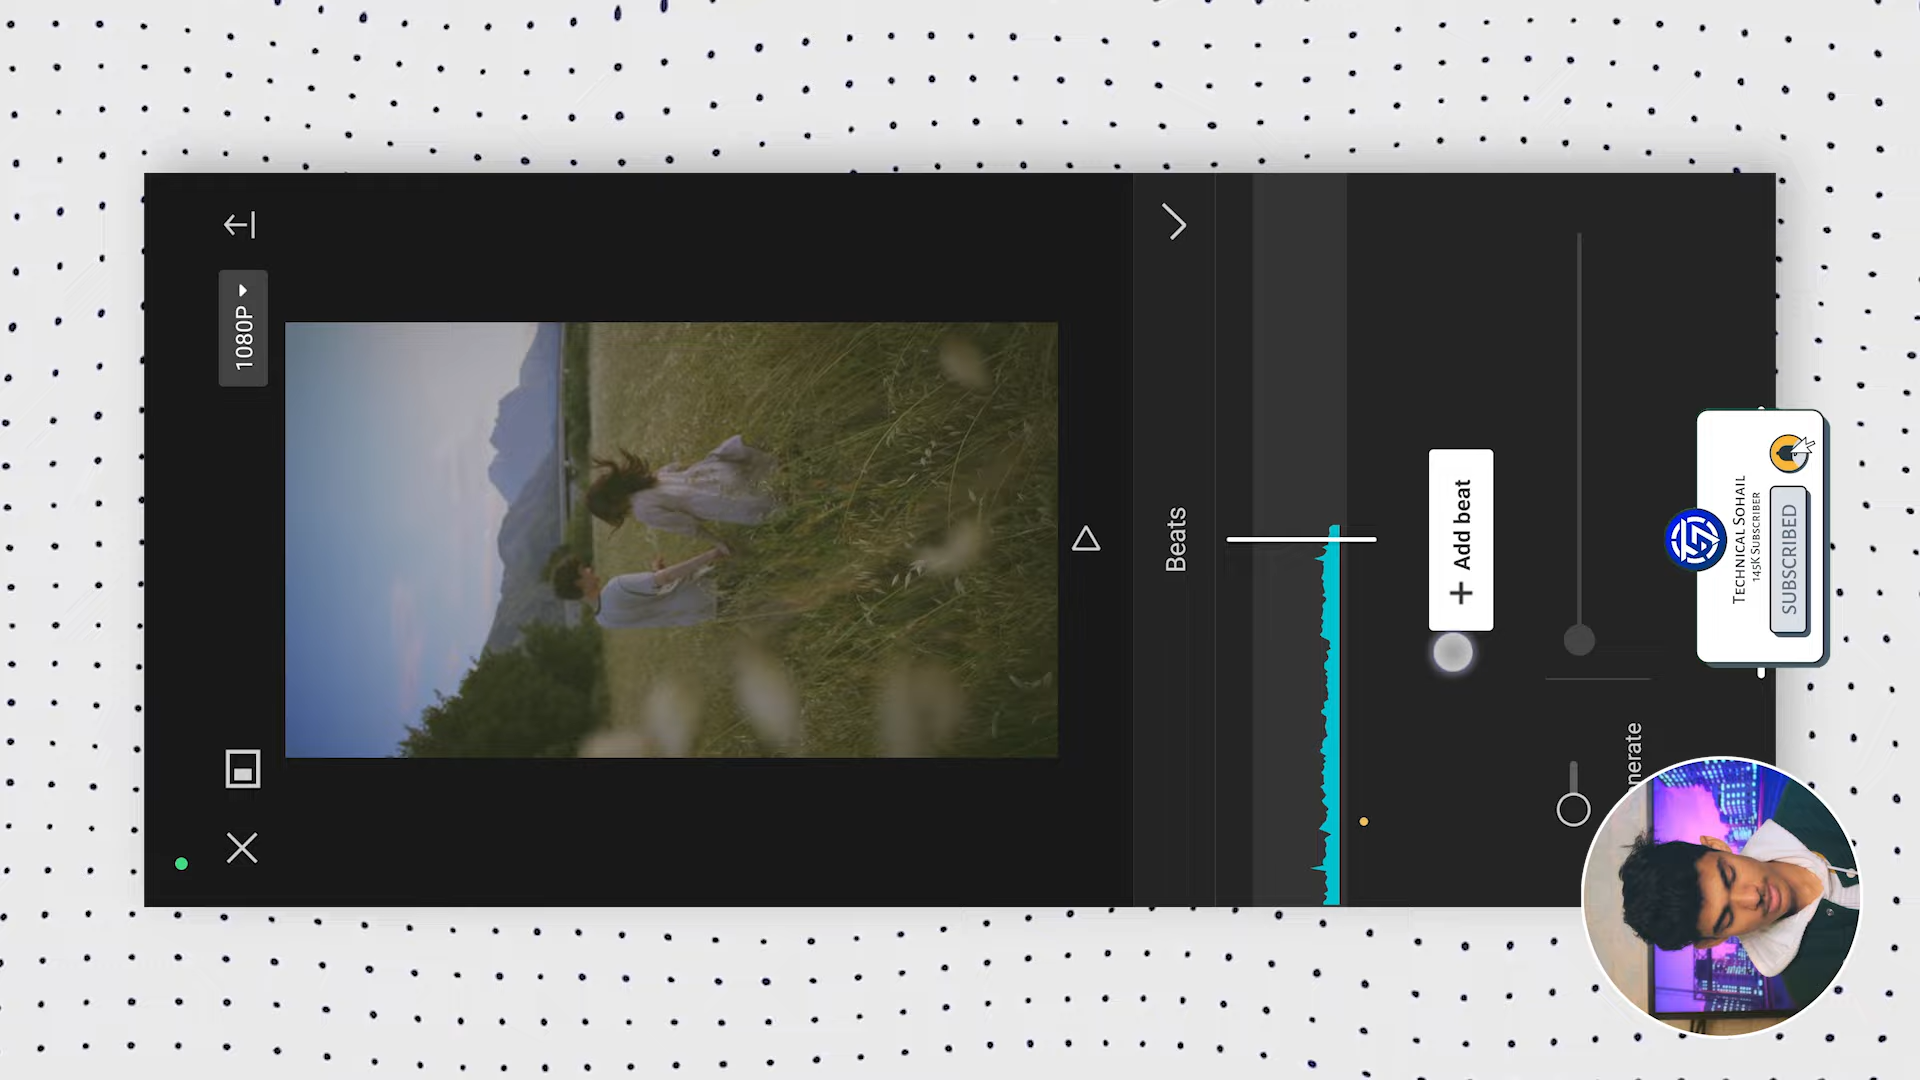 1080P
Beats
+ Add beat
nerate
TECHNICAL SOHAIL
145K SUBSCRIBER
SUBSCRIBED